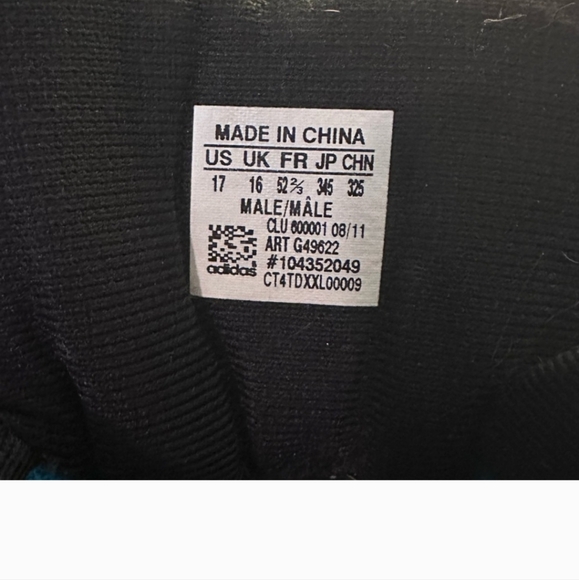 MADE IN CHINA
US UK FR JP CHN
17 16 52⅔ 345 325
MALE/MÂLE
CLU 600001 08/11
ART G49622
#104352049
adidas
CT4TDXXL00009